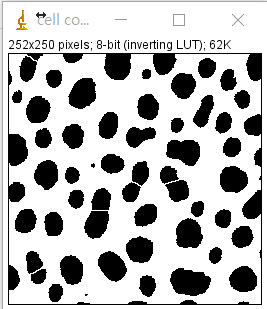 cell co...
252x250 pixels; 8-bit (inverting LUT); 62K